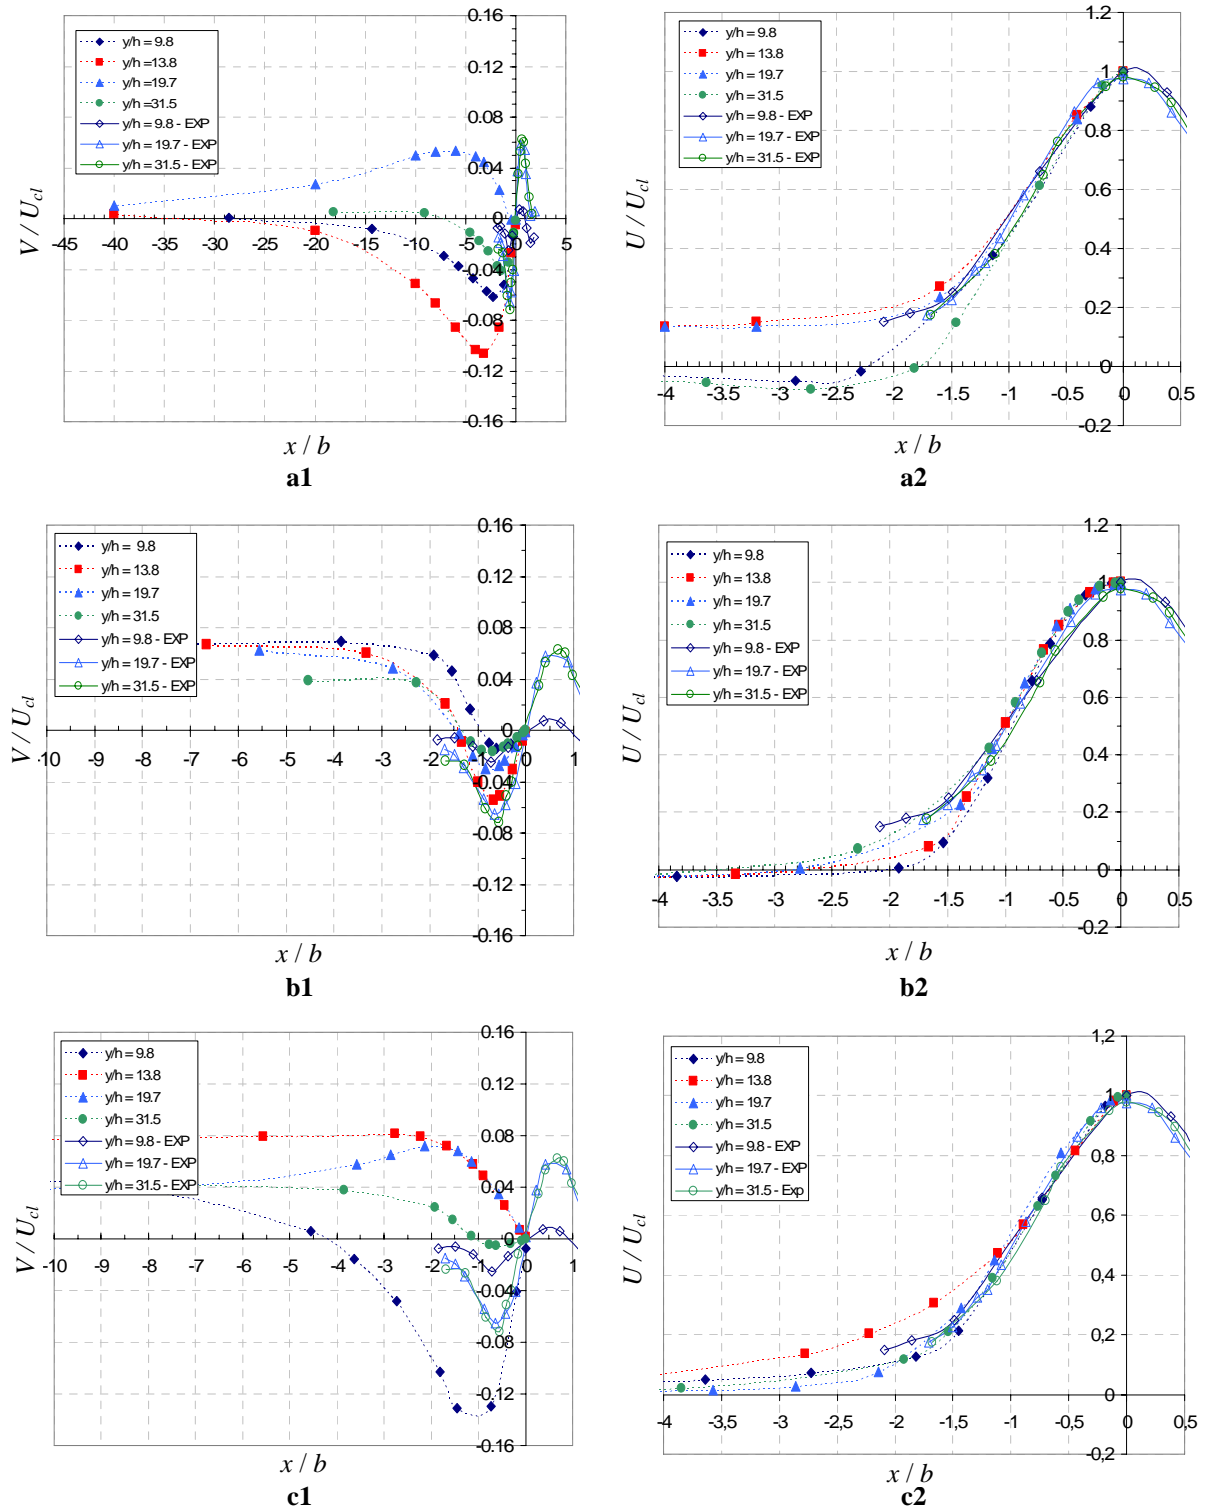 0.16
0.12
0.08
0.04
0
-0.04
-0.08
-0.12
-0.16
-45 -40 -35 -30 -25 -20 -15 -10 -5 0 5
y/h = 9.8
y/h =13.8
y/h =19.7
y/h =31.5
y/h = 9.8 - EXP
y/h = 19.7 - EXP
y/h = 31.5 - EXP
V / U_cl
x / b
a1
1.2
1
0.8
0.6
0.4
0.2
0
-0.2
-4 -3.5 -3 -2.5 -2 -1.5 -1 -0.5 0 0.5
y/h = 9.8
y/h = 13.8
y/h = 19.7
y/h = 31.5
y/h = 9.8 - EXP
y/h = 19.7 - EXP
y/h = 31.5 - EXP
U / U_cl
x / b
a2
0.16
0.12
0.08
0.04
0
-0.04
-0.08
-0.12
-0.16
-10 -9 -8 -7 -6 -5 -4 -3 -2 -1 0 1
y/h = 9.8
y/h = 13.8
y/h = 19.7
y/h = 31.5
y/h = 9.8 - EXP
y/h = 19.7 - EXP
y/h = 31.5 - EXP
V / U_cl
x / b
b1
1.2
1
0.8
0.6
0.4
0.2
0
-0.2
-4 -3.5 -3 -2.5 -2 -1.5 -1 -0.5 0 0.5
y/h = 9.8
y/h = 13.8
y/h = 19.7
y/h = 31.5
y/h = 9.8 - EXP
y/h = 19.7 - EXP
y/h = 31.5 - EXP
U / U_cl
x / b
b2
0.16
0.12
0.08
0.04
0
-0.04
-0.08
-0.12
-0.16
-10 -9 -8 -7 -6 -5 -4 -3 -2 -1 0 1
y/h = 9.8
y/h = 13.8
y/h = 19.7
y/h = 31.5
y/h = 9.8 - EXP
y/h = 19.7 - EXP
y/h = 31.5 - EXP
V / U_cl
x / b
c1
1,2
1
0,8
0,6
0,4
0,2
0
-0,2
-4 -3,5 -3 -2,5 -2 -1,5 -1 -0,5 0 0,5
y/h = 9.8
y/h = 13.8
y/h = 19.7
y/h = 31.5
y/h = 9.8 - EXP
y/h = 19.7 - EXP
y/h = 31.5 - Exp
U / U_cl
x / b
c2